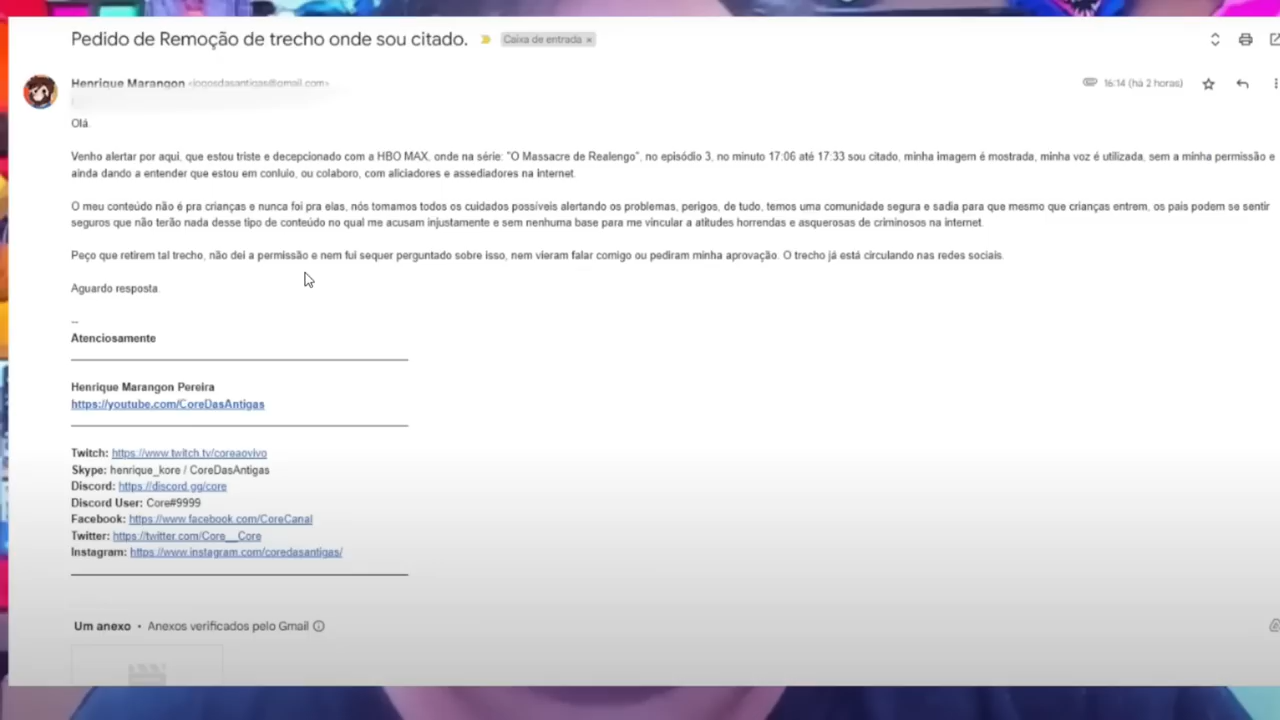 Pedido de Remoção de trecho onde sou citado.
Caixa de entrada ×
Henrique Marangon <jogosdasantigas@gmail.com>
16:14 (há 2 horas)
Olá.
Venho alertar por aqui, que estou triste e decepcionado com a HBO MAX, onde na série: "O Massacre de Realengo", no episódio 3, no minuto 17:06 até 17:33 sou citado, minha imagem é mostrada, minha voz é utilizada, sem a minha permissão e
ainda dando a entender que estou em conluio, ou colaboro, com aliciadores e assediadores na Internet.
O meu conteúdo não é pra crianças e nunca foi pra elas, nós tomamos todos os cuidados possíveis alertando os problemas, perigos, de tudo, temos uma comunidade segura e sadia para que mesmo que crianças entrem, os pais podem se sentir
seguros que não terão nada desse tipo de conteúdo no qual me acusam injustamente e sem nenhuma base para me vincular a atitudes horrendas e asquerosas de criminosos na internet.
Peço que retirem tal trecho, não dei a permissão e nem fui sequer perguntado sobre isso, nem vieram falar comigo ou pediram minha aprovação. O trecho já está circulando nas redes sociais.
Aguardo resposta.
--
Atenciosamente
Henrique Marangon Pereira
https://youtube.com/CoreDasAntigas
Twitch: https://www.twitch.tv/coreaovivo
Skype: henrique_kore / CoreDasAntigas
Discord: https://discord.gg/core
Discord User: Core#9999
Facebook: https://www.facebook.com/CoreCanal
Twitter: https://twitter.com/Core__Core
Instagram: https://www.instagram.com/coredasantigas/
Um anexo • Anexos verificados pelo Gmail